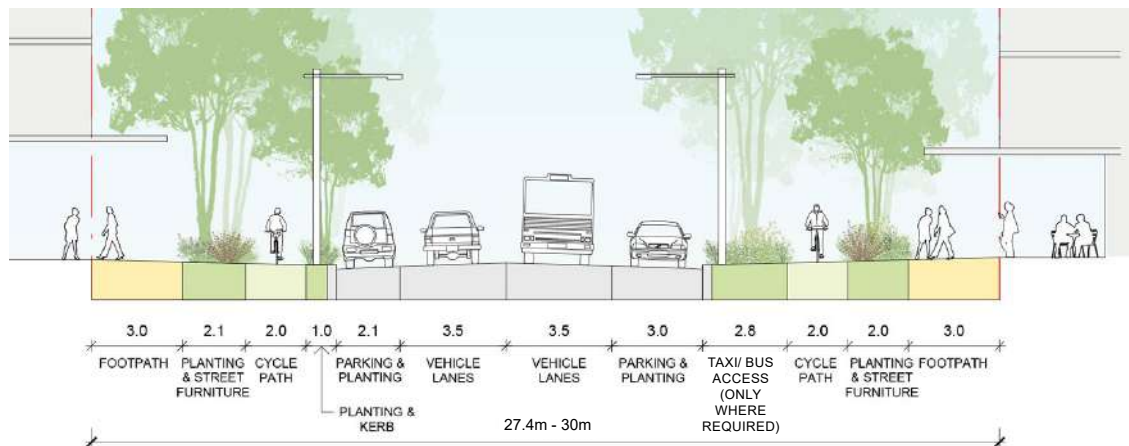 3.0 2.1 2.0 1.0 2.1 3.5 3.5 3.0 2.8 2.0 2.0 3.0
FOOTPATH
PLANTING
& STREET
FURNITURE
CYCLE
PATH
PLANTING &
KERB
PARKING &
PLANTING
VEHICLE
LANES
VEHICLE
LANES
PARKING &
PLANTING
TAXI/ BUS
ACCESS
(ONLY
WHERE
REQUIRED)
CYCLE
PATH
PLANTING
& STREET
FURNITURE
FOOTPATH
27.4m - 30m